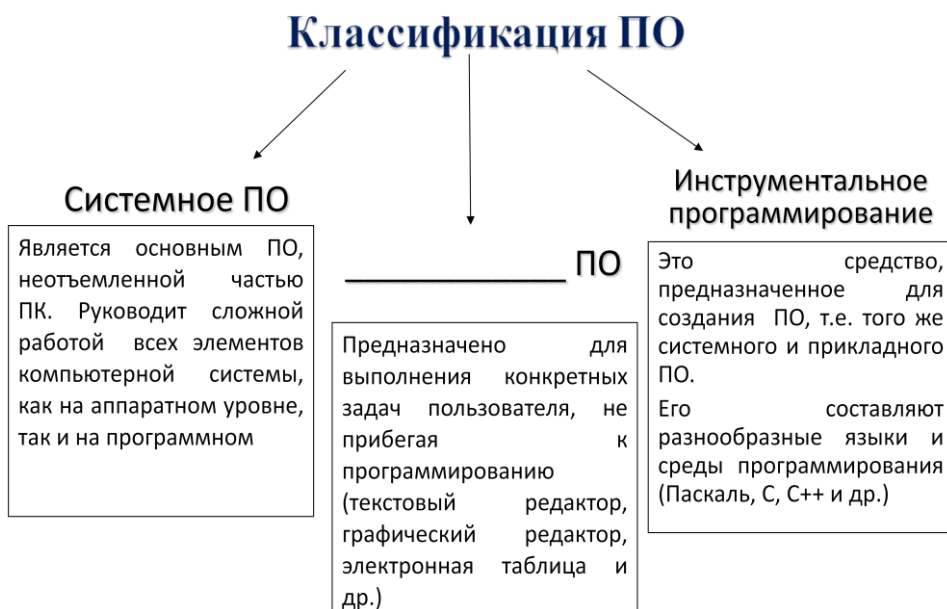 Классификация ПО
Системное ПО
Является основным ПО,
неотъемленной частью
ПК. Руководит сложной
работой всех элементов
компьютерной системы,
как на аппаратном уровне,
так и на программном
____________ ПО
Предназначено для
выполнения конкретных
задач пользователя, не
прибегая к
программированию
(текстовый редактор,
графический редактор,
электронная таблица и
др.)
Инструментальное
программирование
Это средство,
предназначенное для
создания ПО, т.е. того же
системного и прикладного
ПО.
Его составляют
разнообразные языки и
среды программирования
(Паскаль, С, С++ и др.)